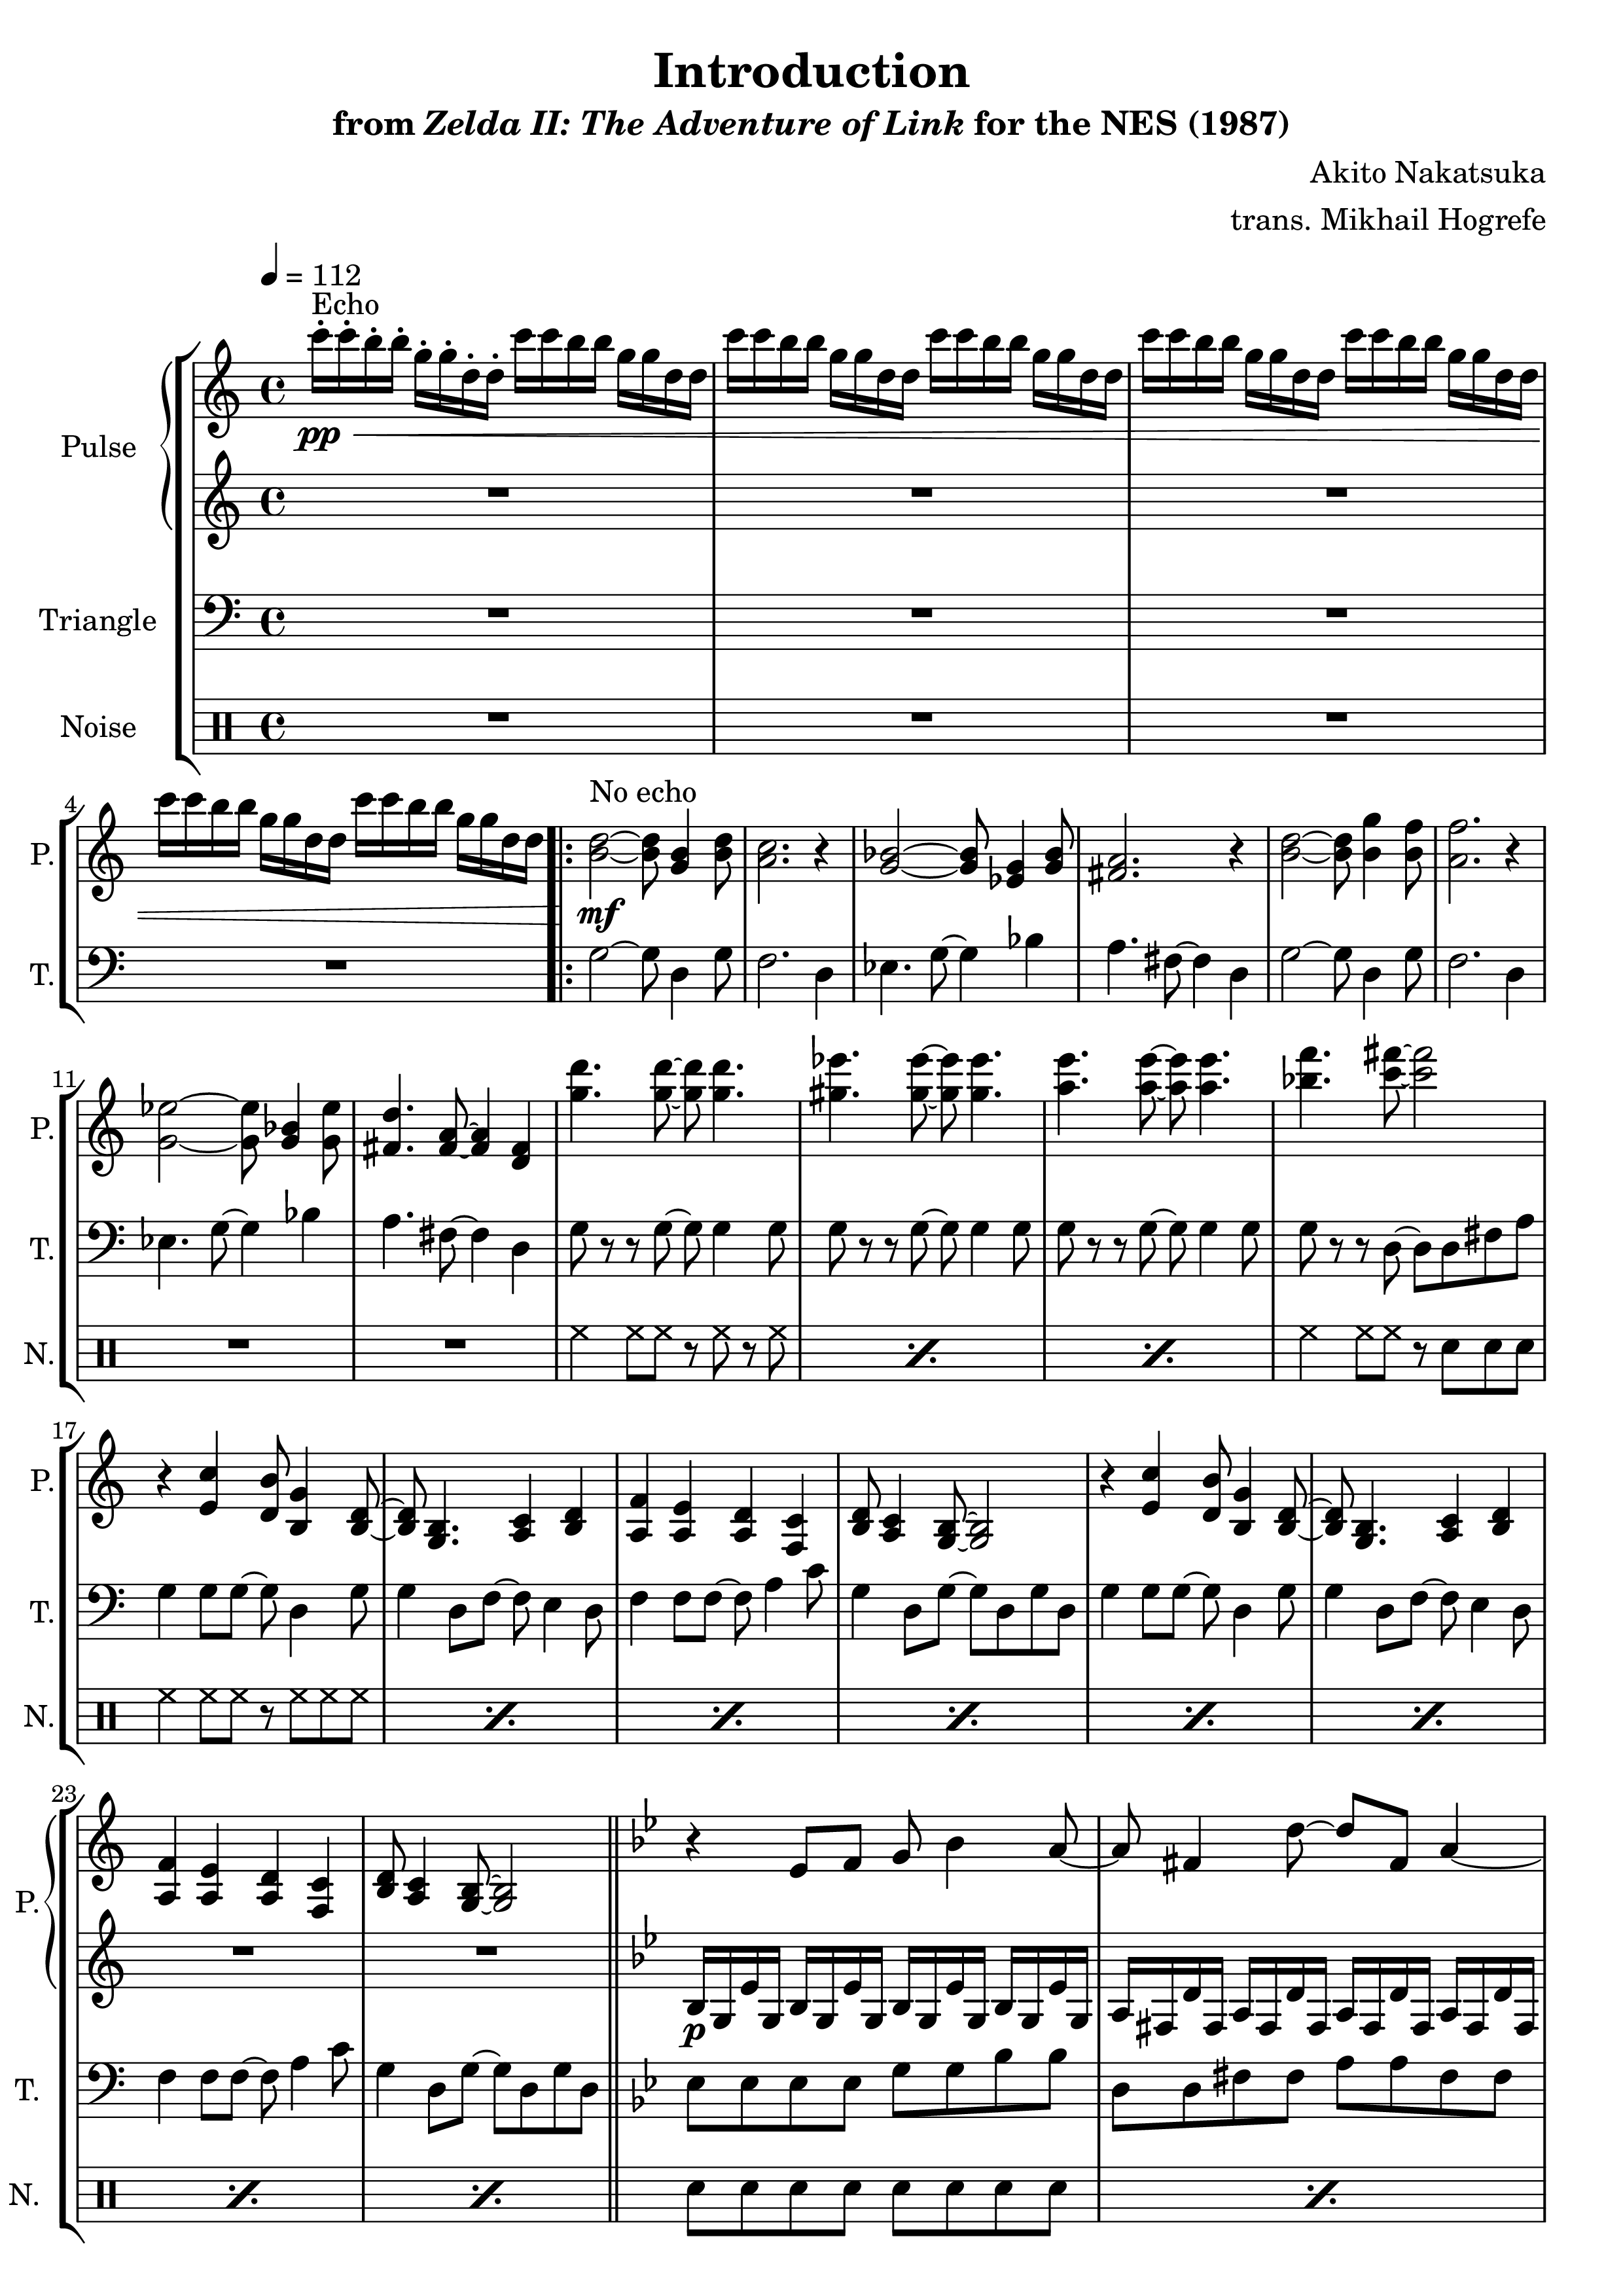 Introduction
from Zelda II: The Adventure of Link for the NES (1987)
Akito Nakatsuka
trans. Mikhail Hogrefe
= 112
Echo
Pulse
pp
Triangle
Noise
4
No echo
P.
mf
T.
11
P.
T.
N.
17
P.
T.
N.
23
P.
p
T.
N.